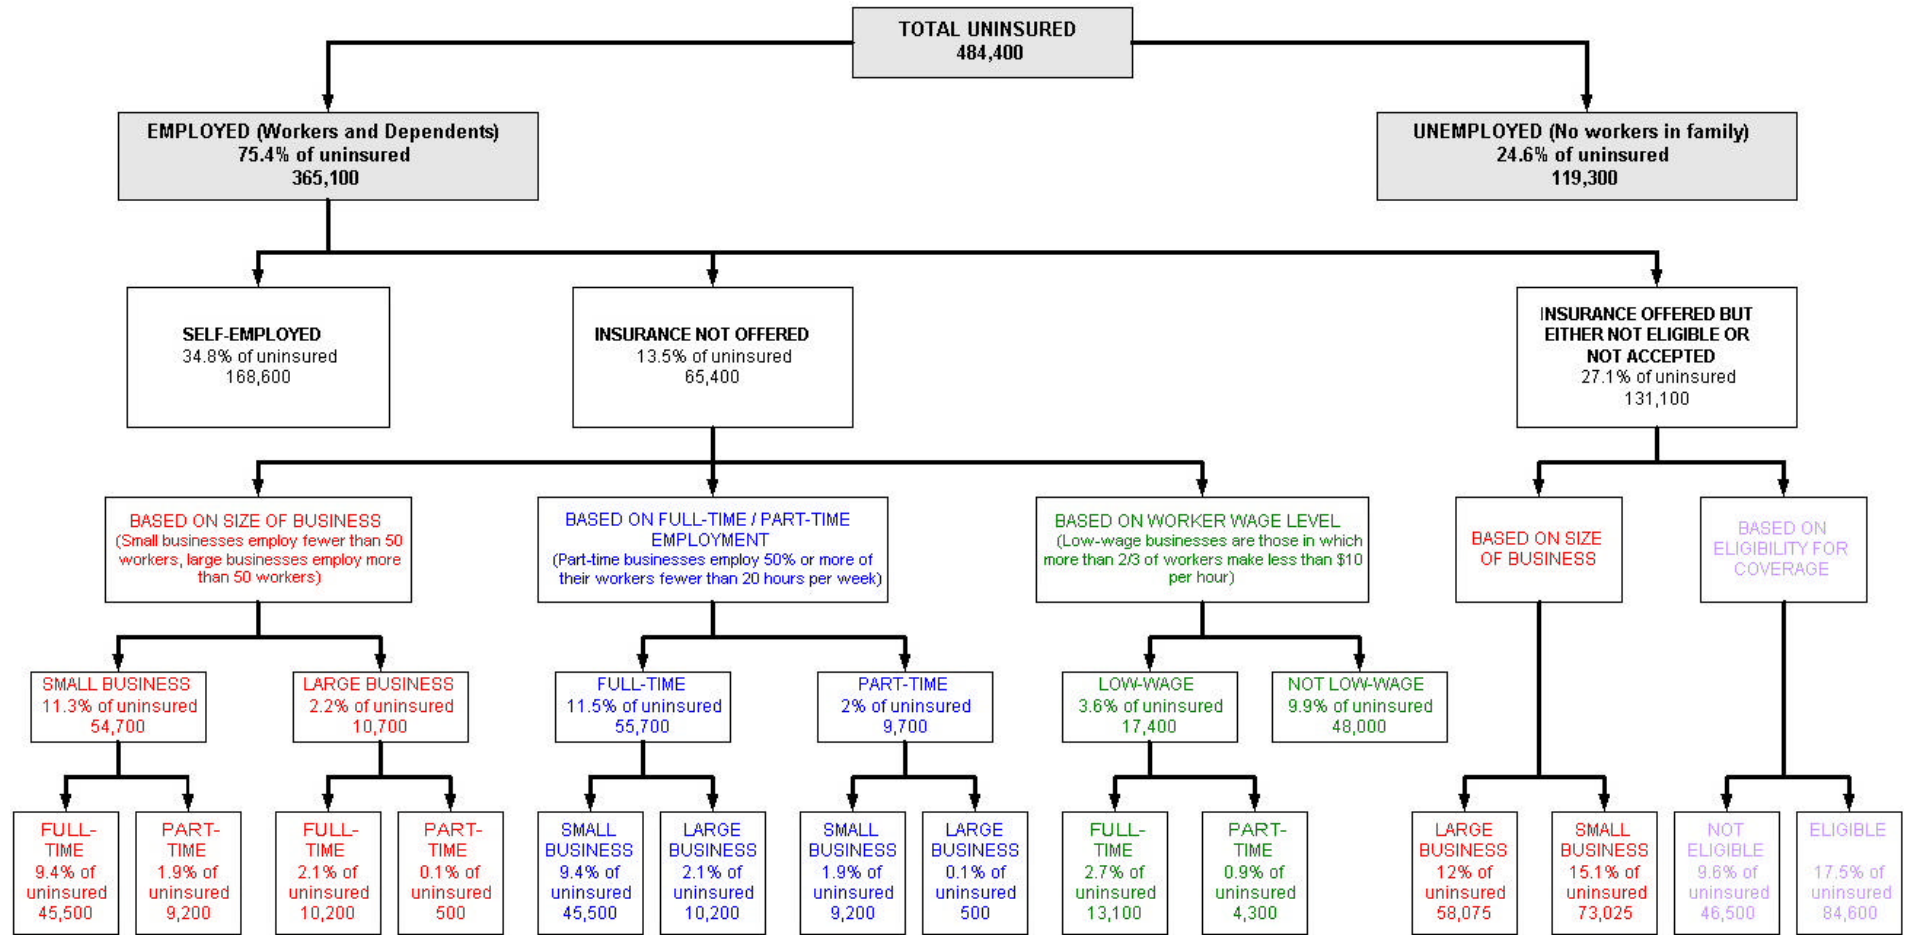 TOTAL UNINSURED
484,400
EMPLOYED (Workers and Dependents)
75.4% of uninsured
365,100
UNEMPLOYED (No workers in family)
24.6% of uninsured
119,300
SELF-EMPLOYED
34.8% of uninsured
168,600
INSURANCE NOT OFFERED
13.5% of uninsured
65,400
INSURANCE OFFERED BUT
EITHER NOT ELIGIBLE OR
NOT ACCEPTED
27.1% of uninsured
131,100
BASED ON SIZE OF BUSINESS
(Small businesses employ fewer than 50
workers, large businesses employ more
than 50 workers)
BASED ON FULL-TIME / PART-TIME
EMPLOYMENT
(Part-time businesses employ 50% or more of
their workers fewer than 20 hours per week)
BASED ON WORKER WAGE LEVEL
(Low-wage businesses are those in which
more than 2/3 of workers make less than $10
per hour)
BASED ON SIZE
OF BUSINESS
BASED ON
ELIGIBILITY FOR
COVERAGE
SMALL BUSINESS
11.3% of uninsured
54,700
LARGE BUSINESS
2.2% of uninsured
10,700
FULL-TIME
11.5% of uninsured
55,700
PART-TIME
2% of uninsured
9,700
LOW-WAGE
3.6% of uninsured
17,400
NOT LOW-WAGE
9.9% of uninsured
48,000
FULL-
TIME
9.4% of
uninsured
45,500
PART-
TIME
1.9% of
uninsured
9,200
FULL-
TIME
2.1% of
uninsured
10,200
PART-
TIME
0.1% of
uninsured
500
SMALL
BUSINESS
9.4% of
uninsured
45,500
LARGE
BUSINESS
2.1% of
uninsured
10,200
SMALL
BUSINESS
1.9% of
uninsured
9,200
LARGE
BUSINESS
0.1% of
uninsured
500
FULL-
TIME
2.7% of
uninsured
13,100
PART-
TIME
0.9% of
uninsured
4,300
LARGE
BUSINESS
12% of
uninsured
58,075
SMALL
BUSINESS
15.1% of
uninsured
73,025
NOT
ELIGIBLE
9.6% of
uninsured
46,500
ELIGIBLE
17.5% of
uninsured
84,600